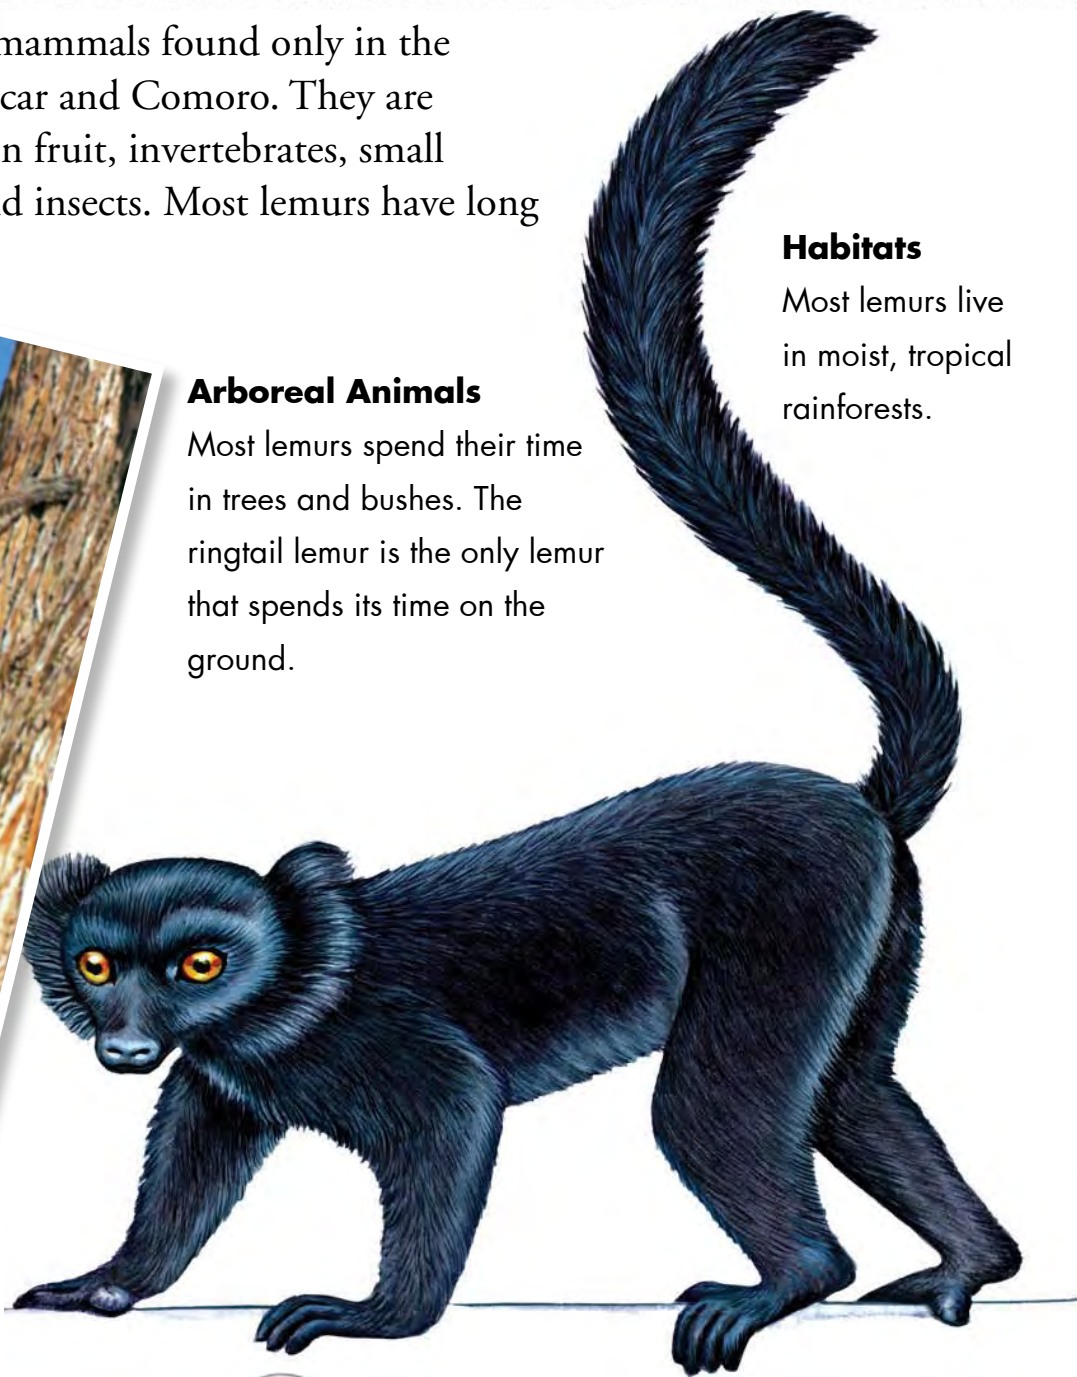 mammals found only in the
car and Comoro. They are
n fruit, invertebrates, small
d insects. Most lemurs have long
Habitats
Most lemurs live
in moist, tropical
rainforests.
Arboreal Animals
Most lemurs spend their time
in trees and bushes. The
ringtail lemur is the only lemur
that spends its time on the
ground.